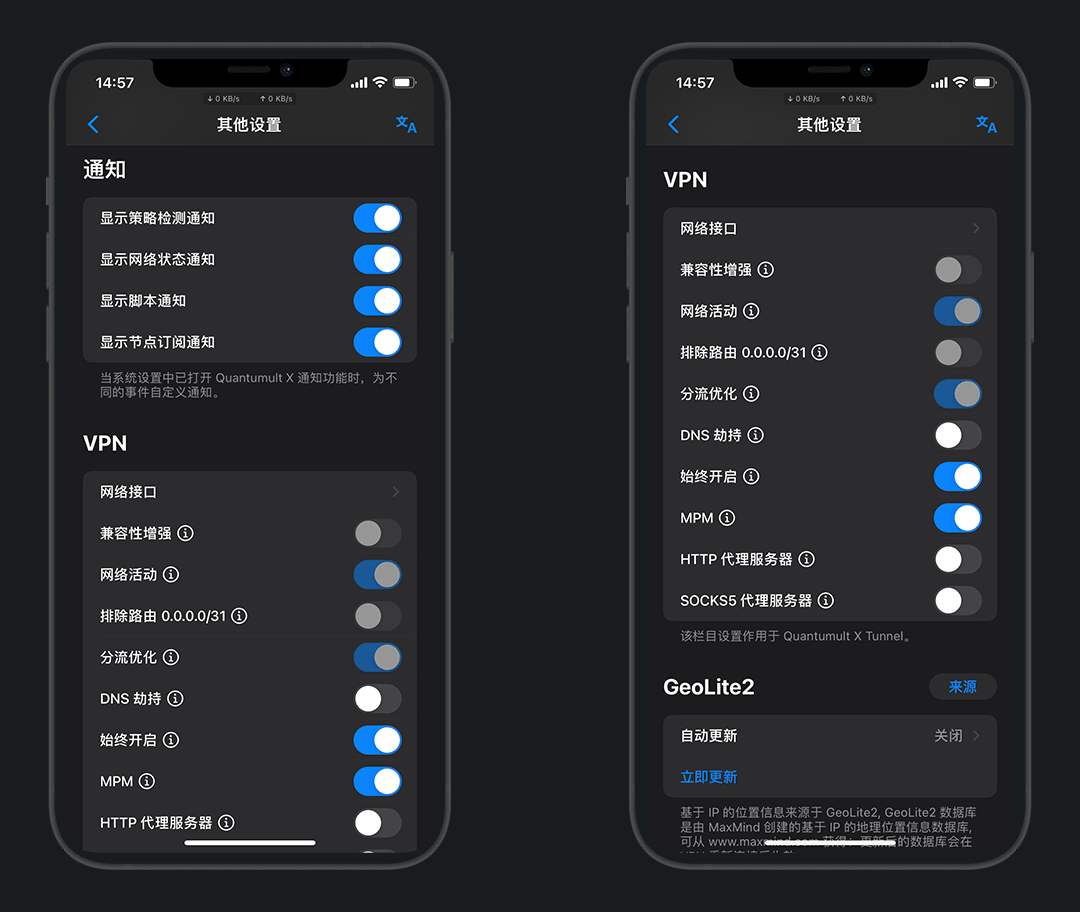 14:57
↓ 0 KB/s ↑ 0 KB/s
其他设置
通知
显示策略检测通知
显示网络状态通知
显示脚本通知
显示节点订阅通知
当系统设置中已打开 Quantumult X 通知功能时，为不
同的事件自定义通知。
VPN
网络接口
兼容性增强
网络活动
排除路由 0.0.0.0/31
分流优化
DNS 劫持
始终开启
MPM
HTTP 代理服务器
14:57
↓ 0 KB/s ↑ 0 KB/s
其他设置
VPN
网络接口
兼容性增强
网络活动
排除路由 0.0.0.0/31
分流优化
DNS 劫持
始终开启
MPM
HTTP 代理服务器
SOCKS5 代理服务器
该栏目设置作用于 Quantumult X Tunnel。
GeoLite2 来源
自动更新 关闭
立即更新
基于 IP 的位置信息来源于 GeoLite2, GeoLite2 数据库
是由 MaxMind 创建的基于 IP 的地理位置信息数据库,
可从 www.maxmind.com 获得；更新后的数据库会在